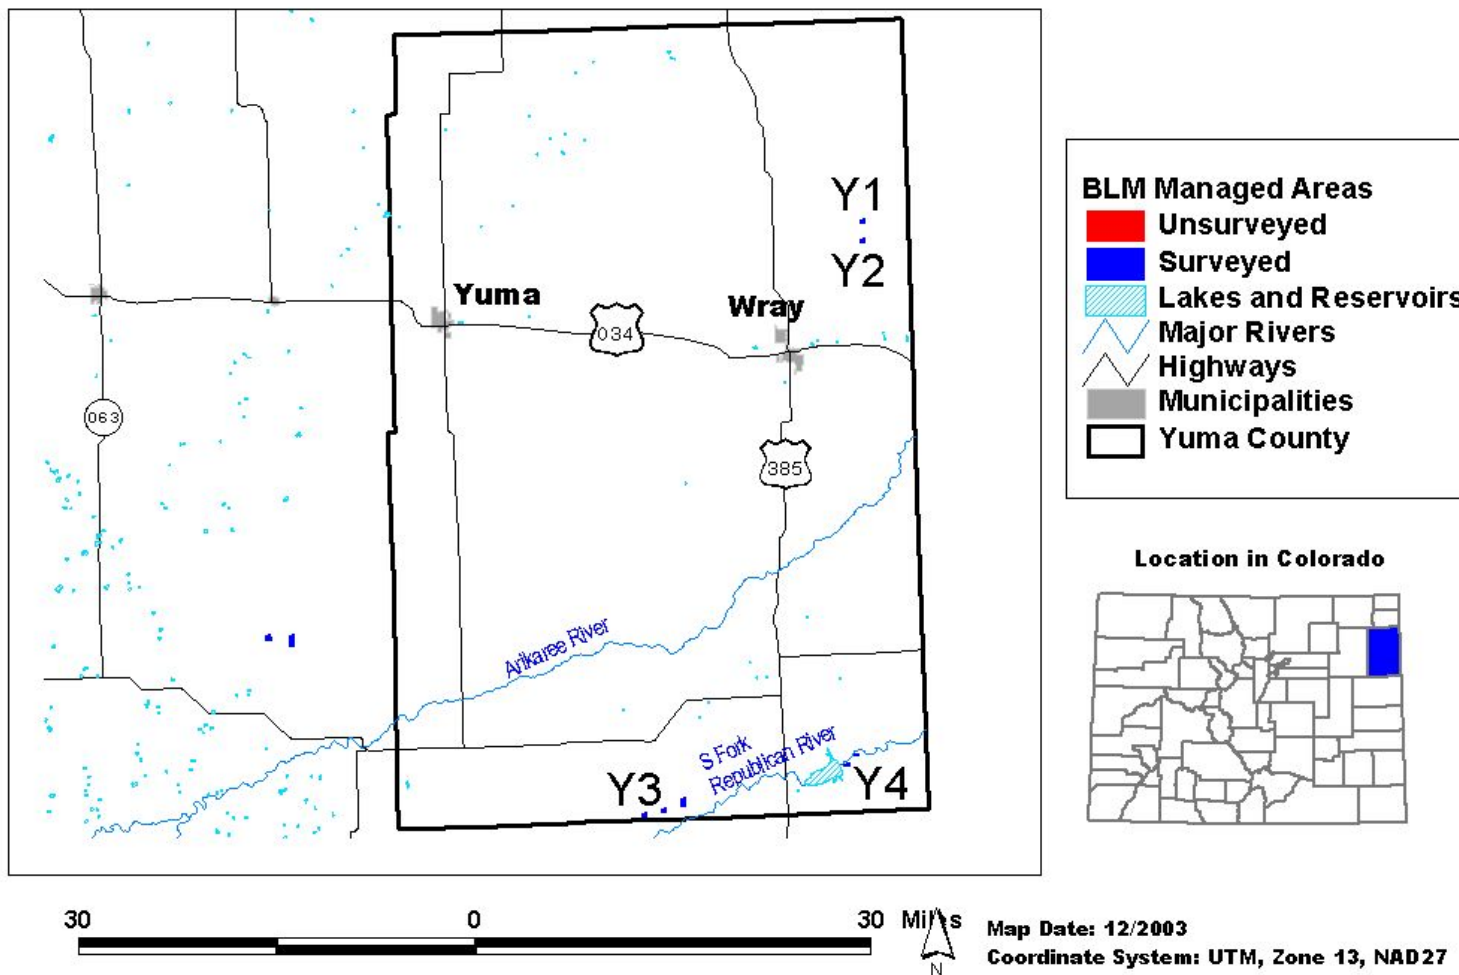 Y1
Y2
Yuma
Wray
034
063
385
Arikaree River
S Fork
Republican River
Y3
Y4
BLM Managed Areas
Unsurveyed
Surveyed
Lakes and Reservoirs
Major Rivers
Highways
Municipalities
Yuma County
Location in Colorado
30 0 30 Miles
N
Map Date: 12/2003
Coordinate System: UTM, Zone 13, NAD27